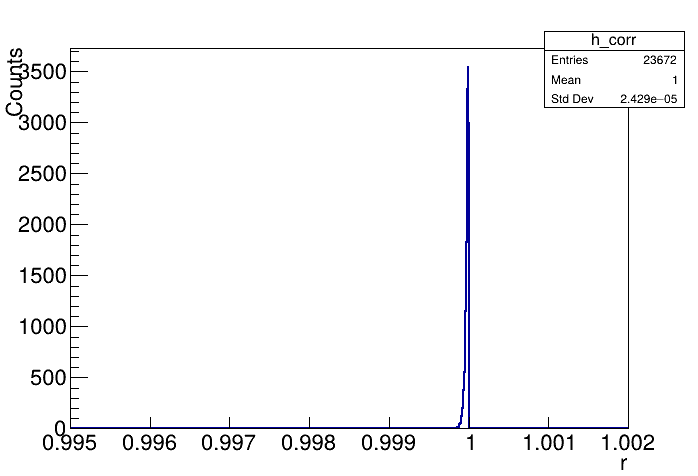 h_corr
Entries 23672
Mean 1
Std Dev 2.429e−05
Counts
3500
3000
2500
2000
1500
1000
500
0
0.995 0.996 0.997 0.998 0.999 1 1.001 1.002
r